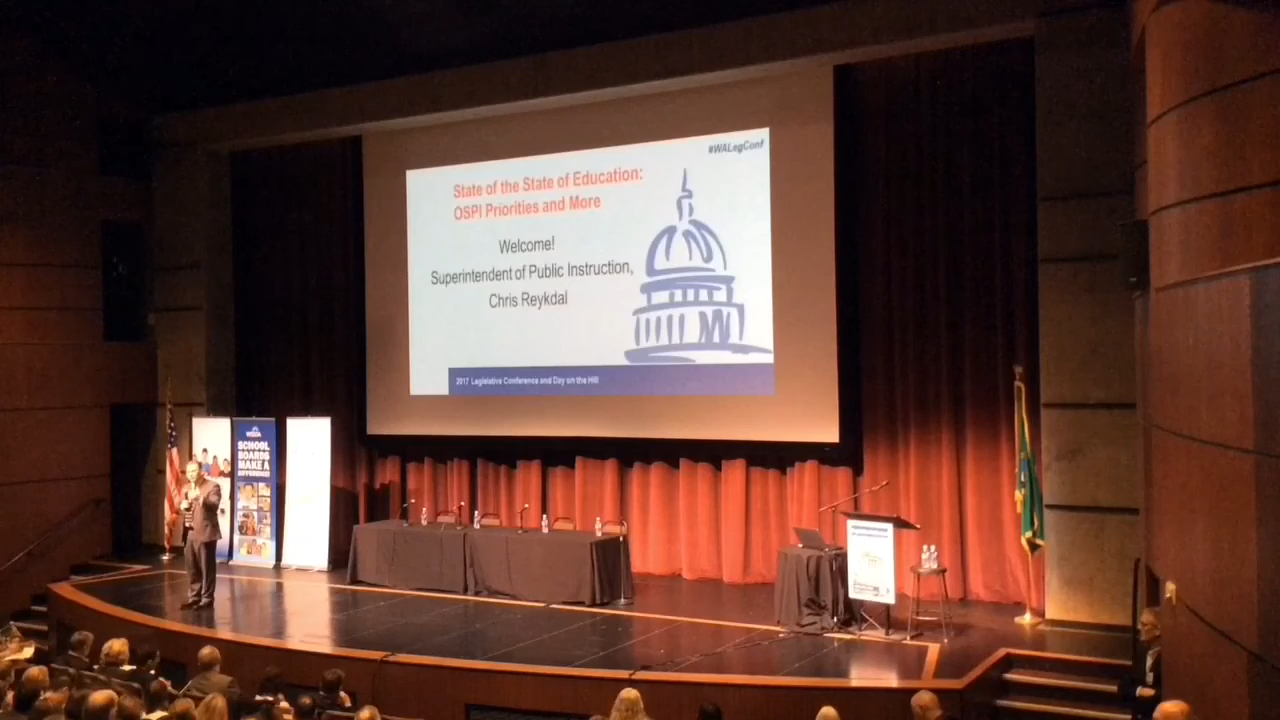 #WALegConf
State of the State of Education:
OSPI Priorities and More
Welcome!
Superintendent of Public Instruction,
Chris Reykdal
2017 Legislative Conference and Day on the Hill
SCHOOL
BOARDS
MAKE A
DIFFERENCE